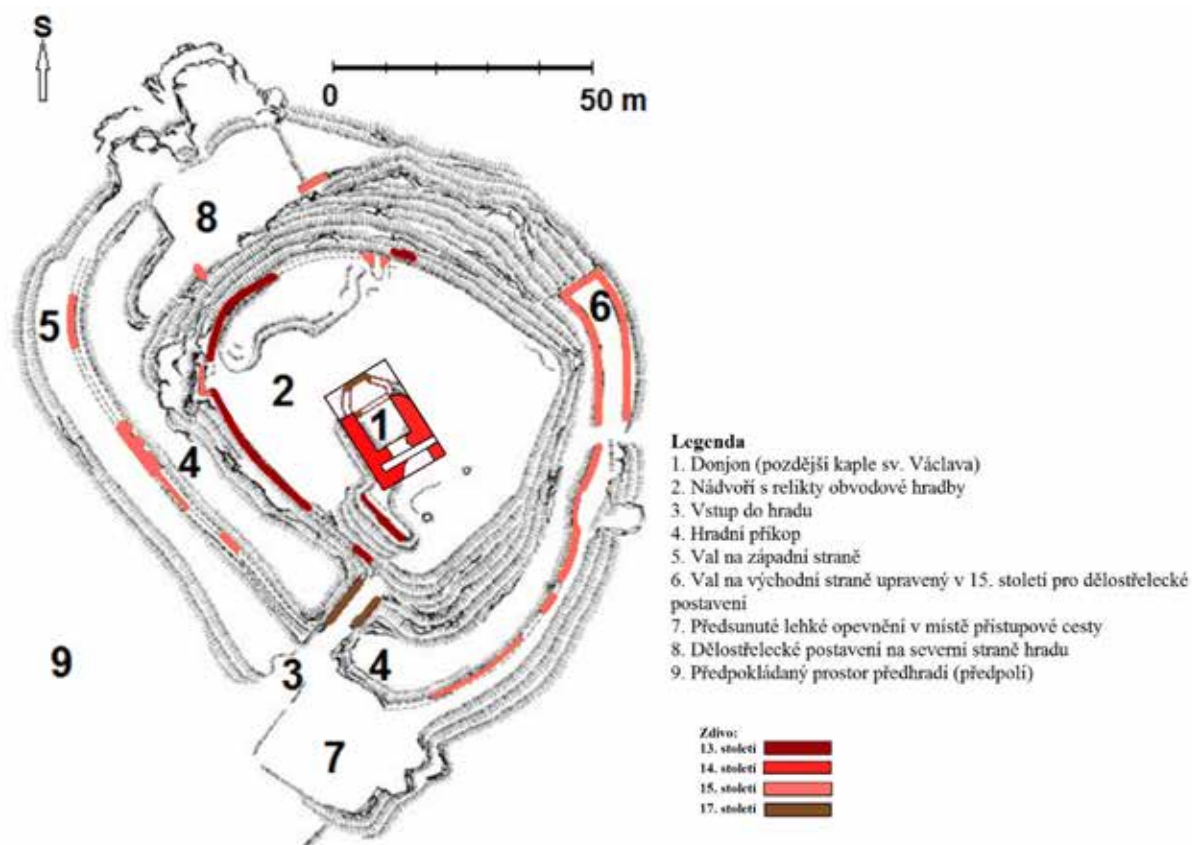 S
0 50 m
8
5
6
2
1
4
4
3
9
7
Legenda
1. Donjon (pozdější kaple sv. Václava)
2. Nádvoří s relikty obvodové hradby
3. Vstup do hradu
4. Hradní příkop
5. Val na západní straně
6. Val na východní straně upravený v 15. století pro dělostřelecké
postavení
7. Předsunuté lehké opevnění v místě přístupové cesty
8. Dělostřelecké postavení na severní straně hradu
9. Předpokládaný prostor předhradí (předpolí)
Zdivo:
13. století
14. století
15. století
17. století